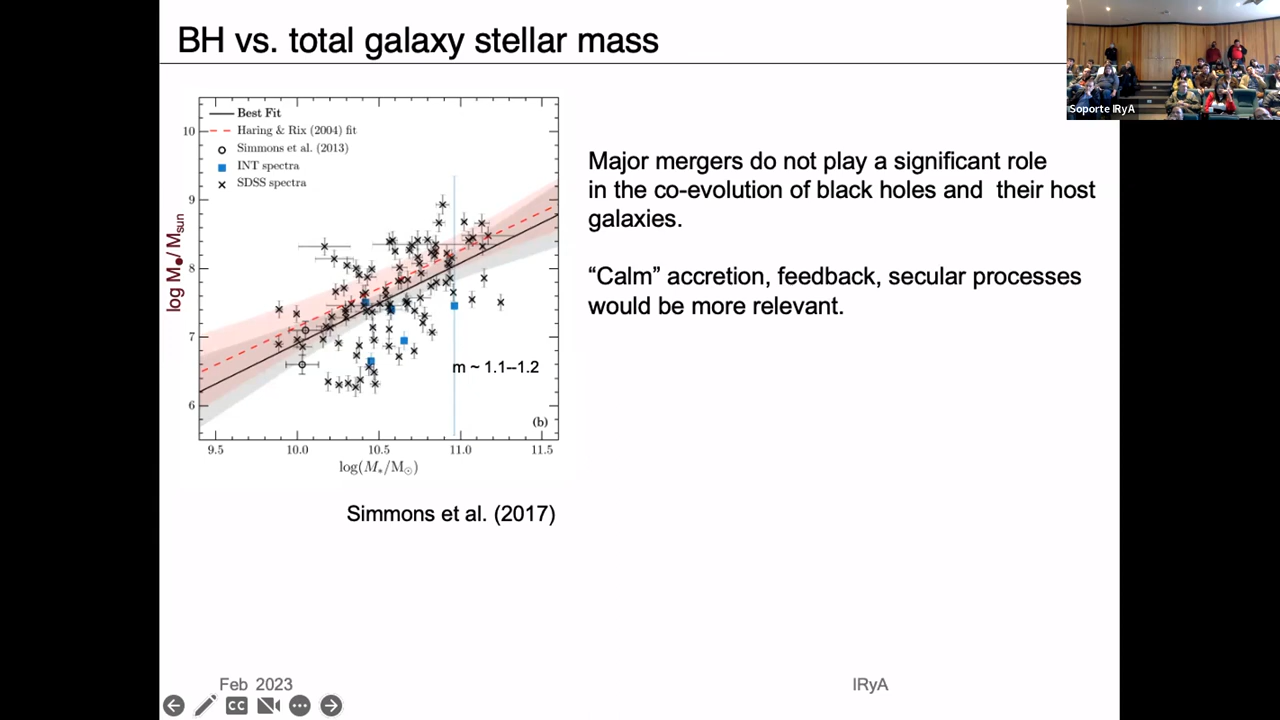 BH vs. total galaxy stellar mass
Soporte IRyA
Best Fit
Haring & Rix (2004) fit
Simmons et al. (2013)
INT spectra
SDSS spectra
log M●/ Msun
10
9
8
7
6
m ~ 1.1--1.2
(b)
9.5 10.0 10.5 11.0 11.5
log(M*/M☉)
Simmons et al. (2017)
Major mergers do not play a significant role
in the co-evolution of black holes and their host
galaxies.
“Calm” accretion, feedback, secular processes
would be more relevant.
Feb 2023
IRyA
CC